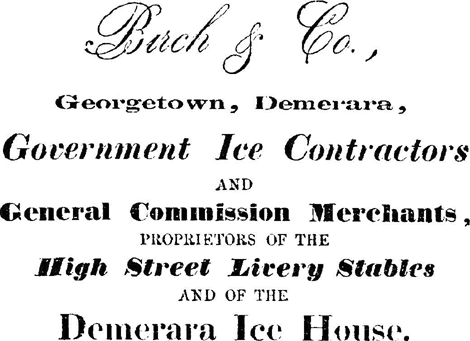 Birch & Co.,
Georgetown, Demerara,
Government Ice Contractors
AND
General Commission Merchants,
PROPRIETORS OF THE
High Street Livery Stables
AND OF THE
Demerara Ice House.